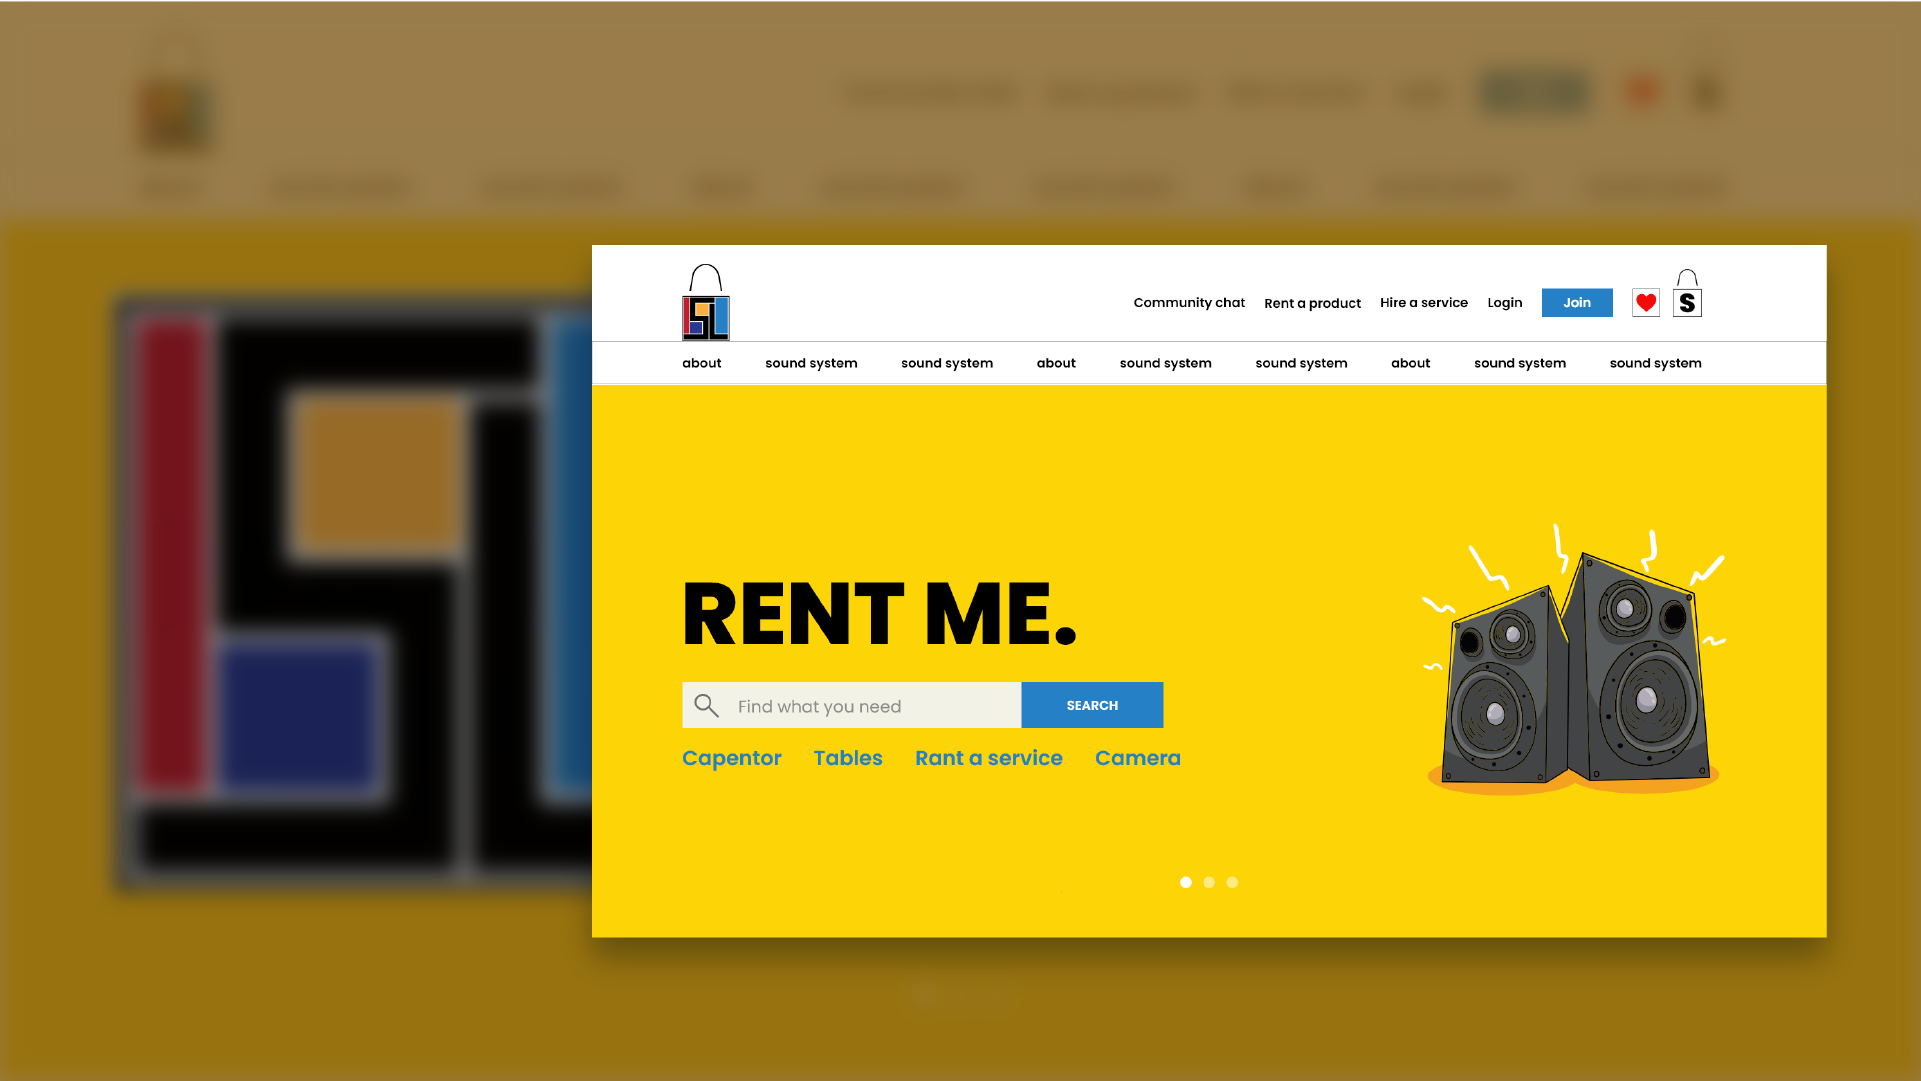 Community chat Rent a product Hire a service Login Join S
about sound system sound system about sound system sound system about sound system sound system
RENT ME.
Find what you need SEARCH
Capentor Tables Rant a service Camera